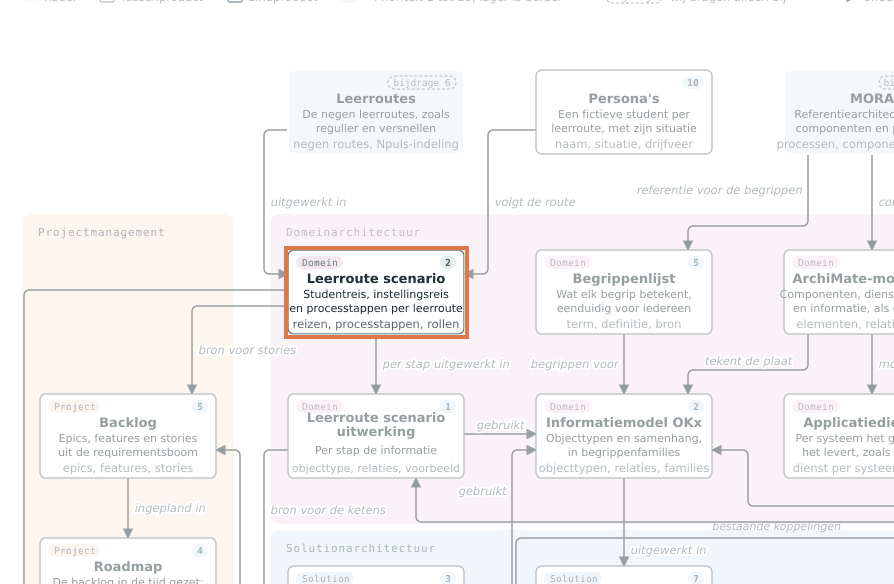 bijdrage 6
Leerroutes
De negen leerroutes, zoals
regulier en versnellen
negen routes, Npuls-indeling
10
Persona's
Een fictieve student per
leerroute, met zijn situatie
naam, situatie, drijfveer
MORA
Referentiearchitec
componenten en p
processen, compone
uitgewerkt in
volgt de route
referentie voor de begrippen
Projectmanagement
Domeinarchitectuur
Domein
2
Leerroute scenario
Studentreis, instellingsreis
en processtappen per leerroute
reizen, processtappen, rollen
Domein
5
Begrippenlijst
Wat elk begrip betekent,
eenduidig voor iedereen
term, definitie, bron
Domein
ArchiMate-mo
Componenten, diens
en informatie, als
elementen, relati
bron voor stories
per stap uitgewerkt in
begrippen voor
tekent de plaat
Project
5
Backlog
Epics, features en stories
uit de requirementsboom
epics, features, stories
Domein
1
Leerroute scenario
uitwerking
Per stap de informatie
objecttype, relaties, voorbeeld
gebruikt
Domein
2
Informatiemodel OKx
Objecttypen en samenhang,
in begrippenfamilies
objecttypen, relaties, families
Domein
Applicatiedie
Per systeem het g
het levert, zoals
dienst per systee
gebruikt
ingepland in
bron voor de ketens
bestaande koppelingen
Project
4
Roadmap
De backlog in de tijd gezet:
Solutionarchitectuur
uitgewerkt in
Solution
3
Solution
7